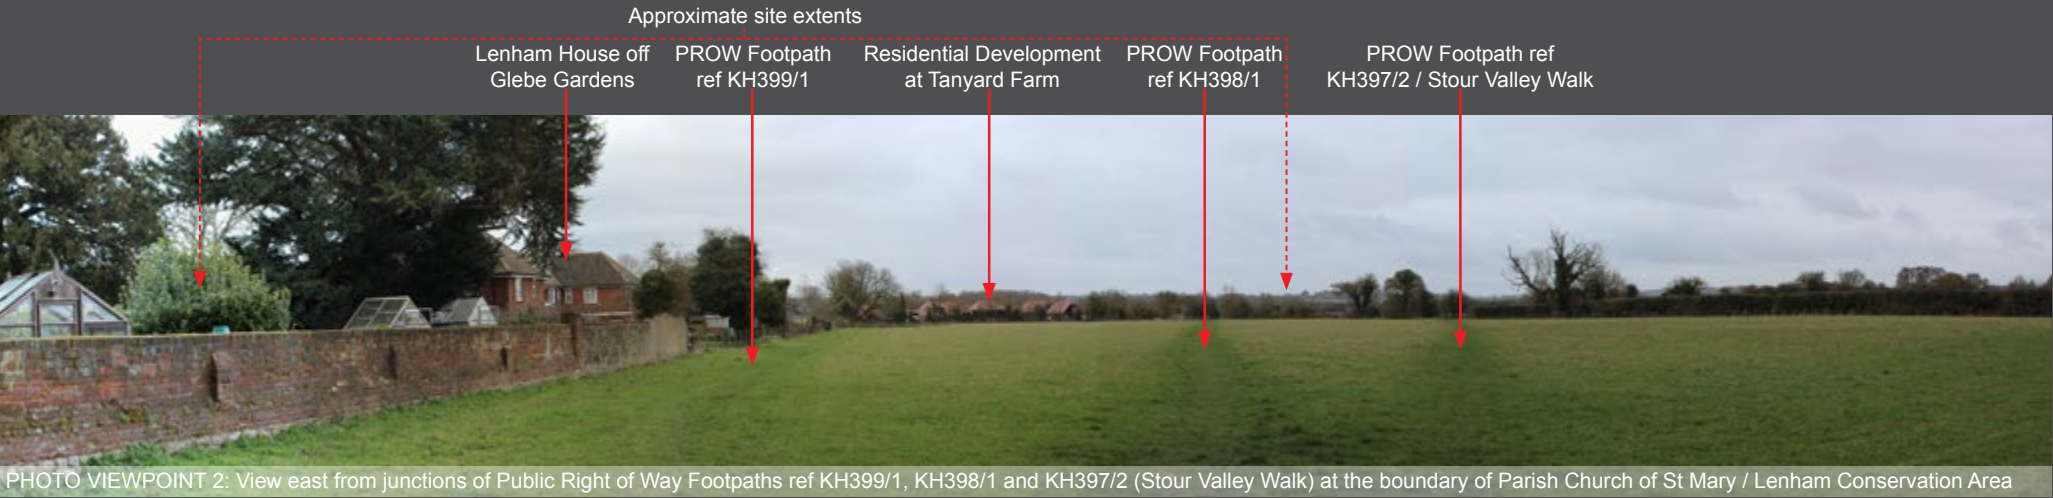 Approximate site extents
Lenham House off
Glebe Gardens
PROW Footpath
ref KH399/1
Residential Development
at Tanyard Farm
PROW Footpath
ref KH398/1
PROW Footpath ref
KH397/2 / Stour Valley Walk
PHOTO VIEWPOINT 2: View east from junctions of Public Right of Way Footpaths ref KH399/1, KH398/1 and KH397/2 (Stour Valley Walk) at the boundary of Parish Church of St Mary / Lenham Conservation Area